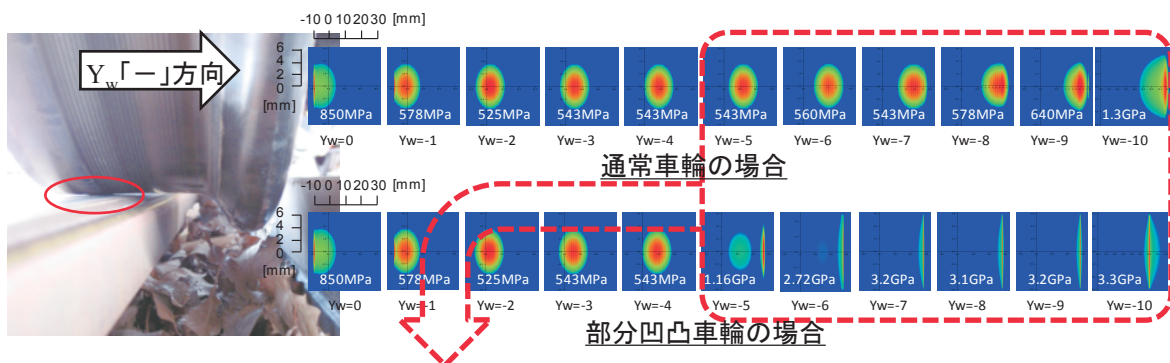 -10 0 10 20 30 [mm]
6
4
2
0
[mm]
Yw「－」方向
850MPa 578MPa 525MPa 543MPa 543MPa 543MPa 560MPa 543MPa 578MPa 640MPa 1.3GPa
Yw=0 Yw=-1 Yw=-2 Yw=-3 Yw=-4 Yw=-5 Yw=-6 Yw=-7 Yw=-8 Yw=-9 Yw=-10
通常車輪の場合
-10 0 10 20 30 [mm]
6
4
2
0
[mm]
850MPa 578MPa 525MPa 543MPa 543MPa 1.16GPa 2.72GPa 3.2GPa 3.1GPa 3.2GPa 3.3GPa
Yw=0 Yw=-1 Yw=-2 Yw=-3 Yw=-4 Yw=-5 Yw=-6 Yw=-7 Yw=-8 Yw=-9 Yw=-10
部分凹凸車輪の場合